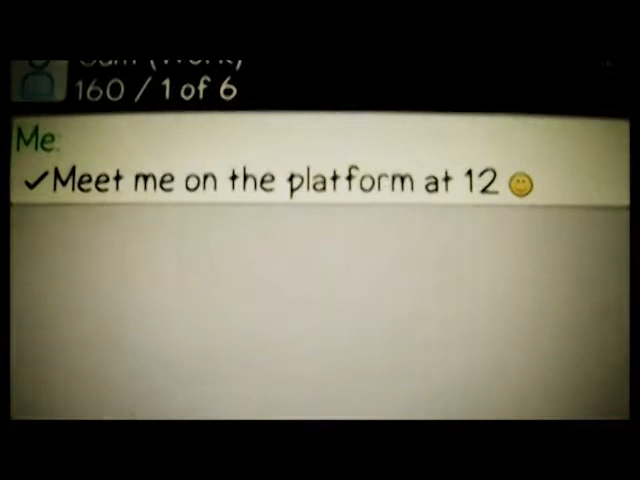 160 / 1 of 6
Me:
✓Meet me on the platform at 12 🙂